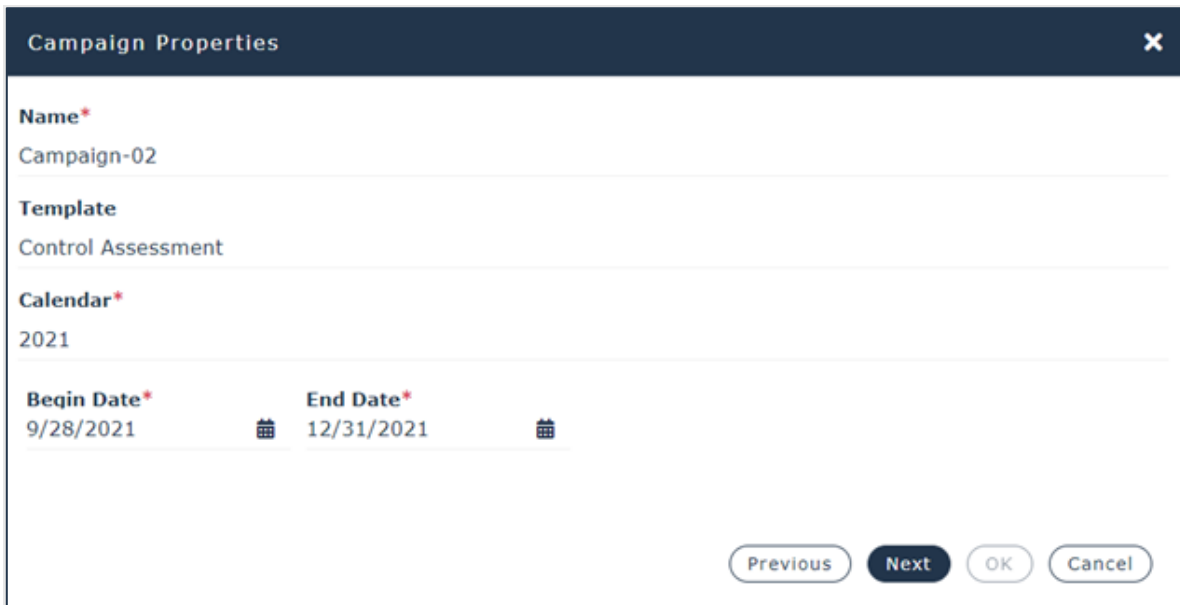 Campaign Properties
Name*
Campaign-02
Template
Control Assessment
Calendar*
2021
Begin Date* End Date*
9/28/2021 12/31/2021
Previous Next OK Cancel